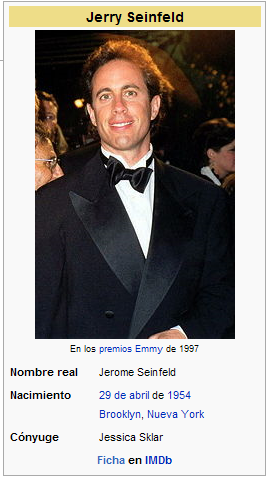 Jerry Seinfeld
En los premios Emmy de 1997
Nombre real Jerome Seinfeld
Nacimiento 29 de abril de 1954
Brooklyn, Nueva York
Cónyuge Jessica Sklar
Ficha en IMDb